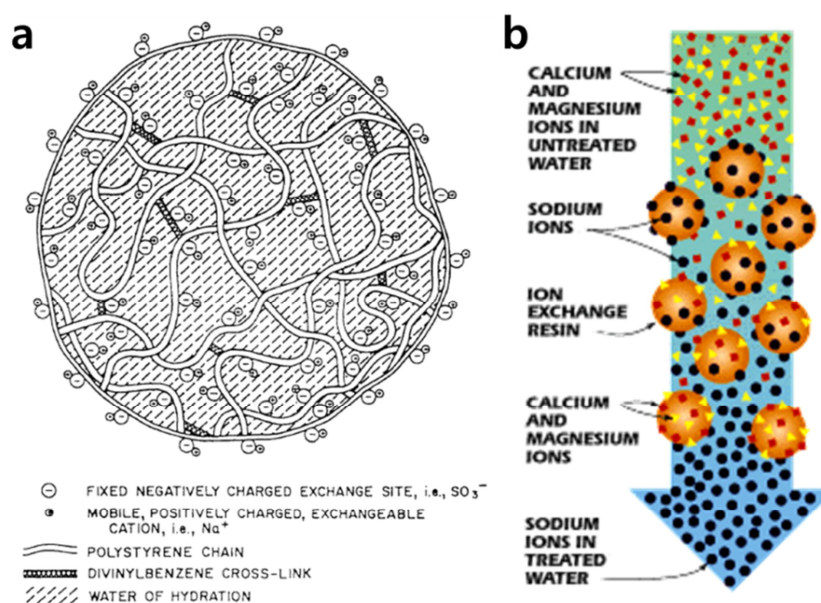 a
⊖ FIXED NEGATIVELY CHARGED EXCHANGE SITE, i.e., SO₃⁻
MOBILE, POSITIVELY CHARGED, EXCHANGEABLE
CATION, i.e., Na⁺
POLYSTYRENE CHAIN
DIVINYLBENZENE CROSS-LINK
WATER OF HYDRATION
b
CALCIUM
AND
MAGNESIUM
IONS IN
UNTREATED
WATER
SODIUM
IONS
ION
EXCHANGE
RESIN
CALCIUM
AND
MAGNESIUM
IONS
SODIUM
IONS IN
TREATED
WATER